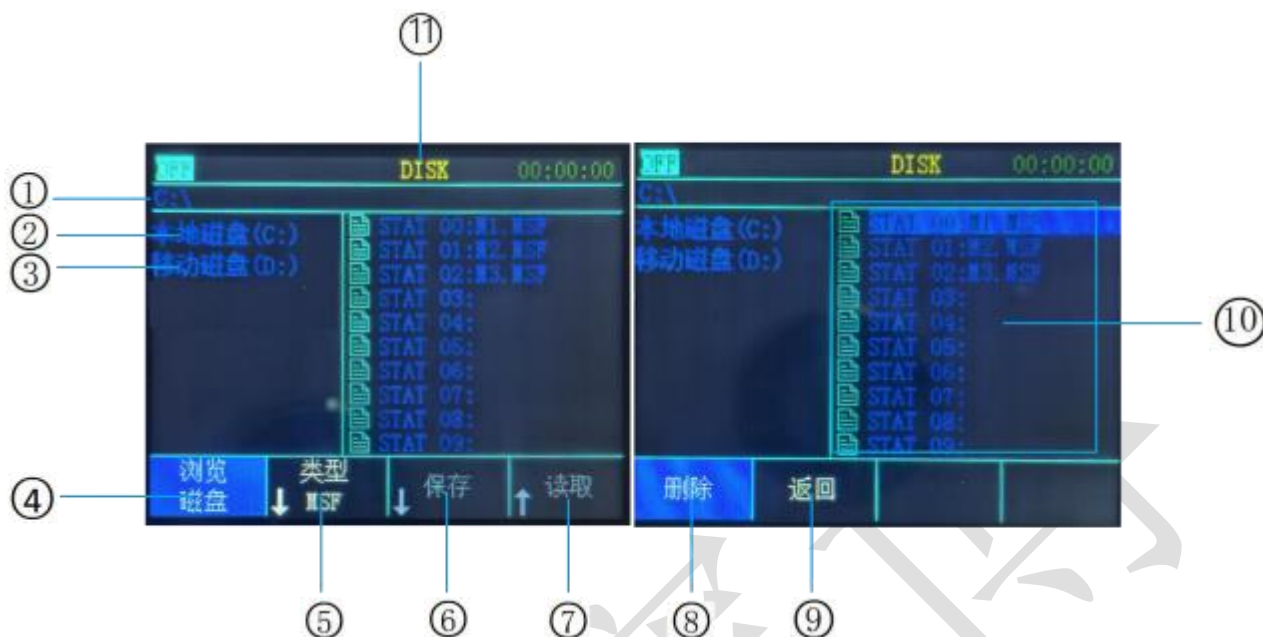 ⑪
OFF DISK 00:00:00
C:\
本地磁盘(C:)
移动磁盘(D:)
STAT 00:M1.MSF
STAT 01:M2.MSF
STAT 02:M3.MSF
STAT 03:
STAT 04:
STAT 05:
STAT 06:
STAT 07:
STAT 08:
STAT 09:
浏览
磁盘
类型
MSF
保存
读取
①
②
③
④
⑤
⑥
⑦
OFF DISK 00:00:00
C:\
本地磁盘(C:)
移动磁盘(D:)
STAT 00:M1.MSF
STAT 01:M2.MSF
STAT 02:M3.MSF
STAT 03:
STAT 04:
STAT 05:
STAT 06:
STAT 07:
STAT 08:
STAT 09:
删除
返回
⑧
⑨
⑩